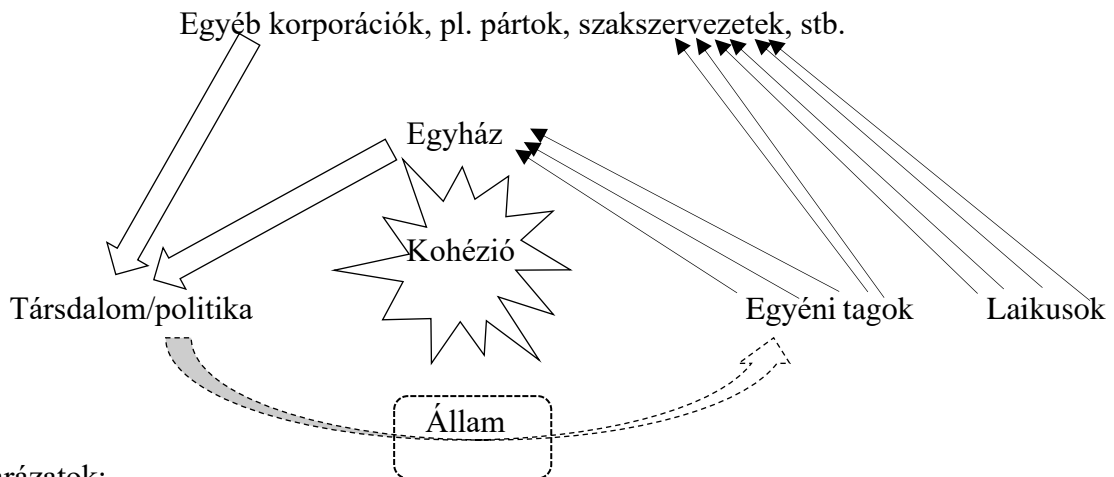 Egyéb korporációk, pl. pártok, szakszervezetek, stb.
Egyház
Kohézió
Társdalom/politika
Egyéni tagok
Laikusok
Állam